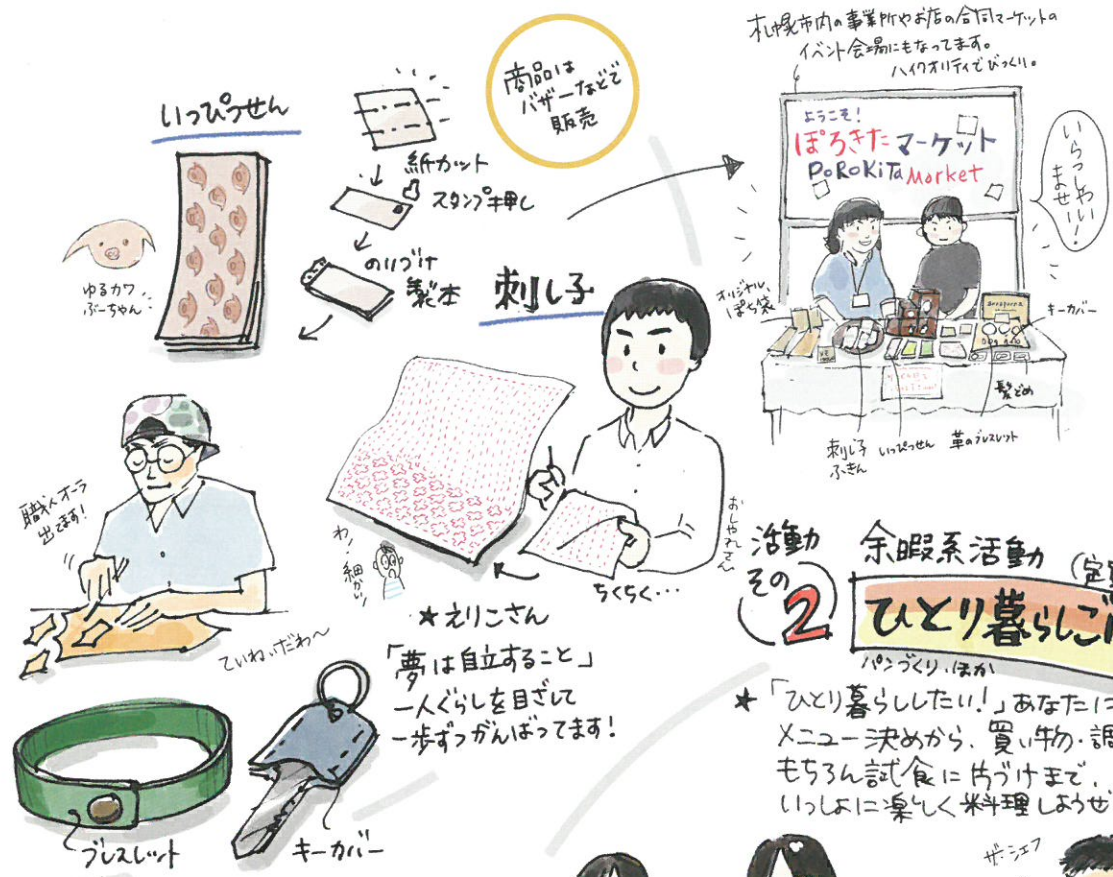 商品は
バザーなどで
販売
いっぴつせん
紙カット
スタンプ押し
のりづけ
製本
ゆるカワ
ぶーちゃん
札幌市内の事業所やお店の合同マーケットの
イベント会場にもなってます。
ハイクオリティでびっくり。
ようこそ!
ぽろきたマーケット
PoRoKiTa Market
いらっしゃい
ませ!!
オリジナル
ぽち袋
キーカバー
髪どめ
刺し子
ふきん
いっぴつせん
革のブレスレット
刺し子
おしゃれさん
わ!細かい!
ちくちく…
★えりこさん
「夢は自立すること」
一人ぐらしを目ざして
一歩ずつがんばってます!
職人オーラ
出てます!
ていねいだわ〜
ブレスレット
キーカバー
活動
その
2
余暇系活動
ひとり暮らしご
パンづくり・ほか
★「ひとり暮らししたい!」あなたに
メニュー決めから、買い物・調
もちろん試食に片づけまで、
いっしょに楽しく料理しようぜ
ザ・シェフ